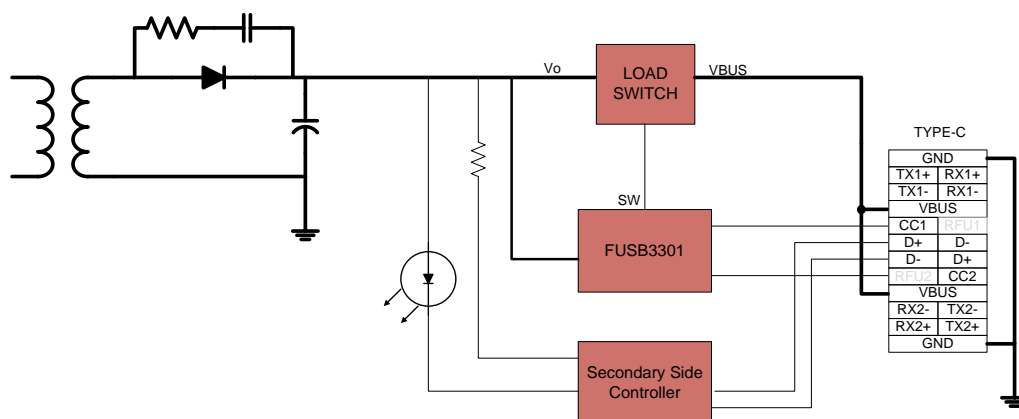 Vo
LOAD
SWITCH
VBUS
TYPE-C
GND
TX1+ RX1+
TX1- RX1-
VBUS
SW
CC1 RFU1
FUSB3301
D+ D-
D- D+
RFU2 CC2
VBUS
RX2- TX2-
RX2+ TX2+
GND
Secondary Side
Controller